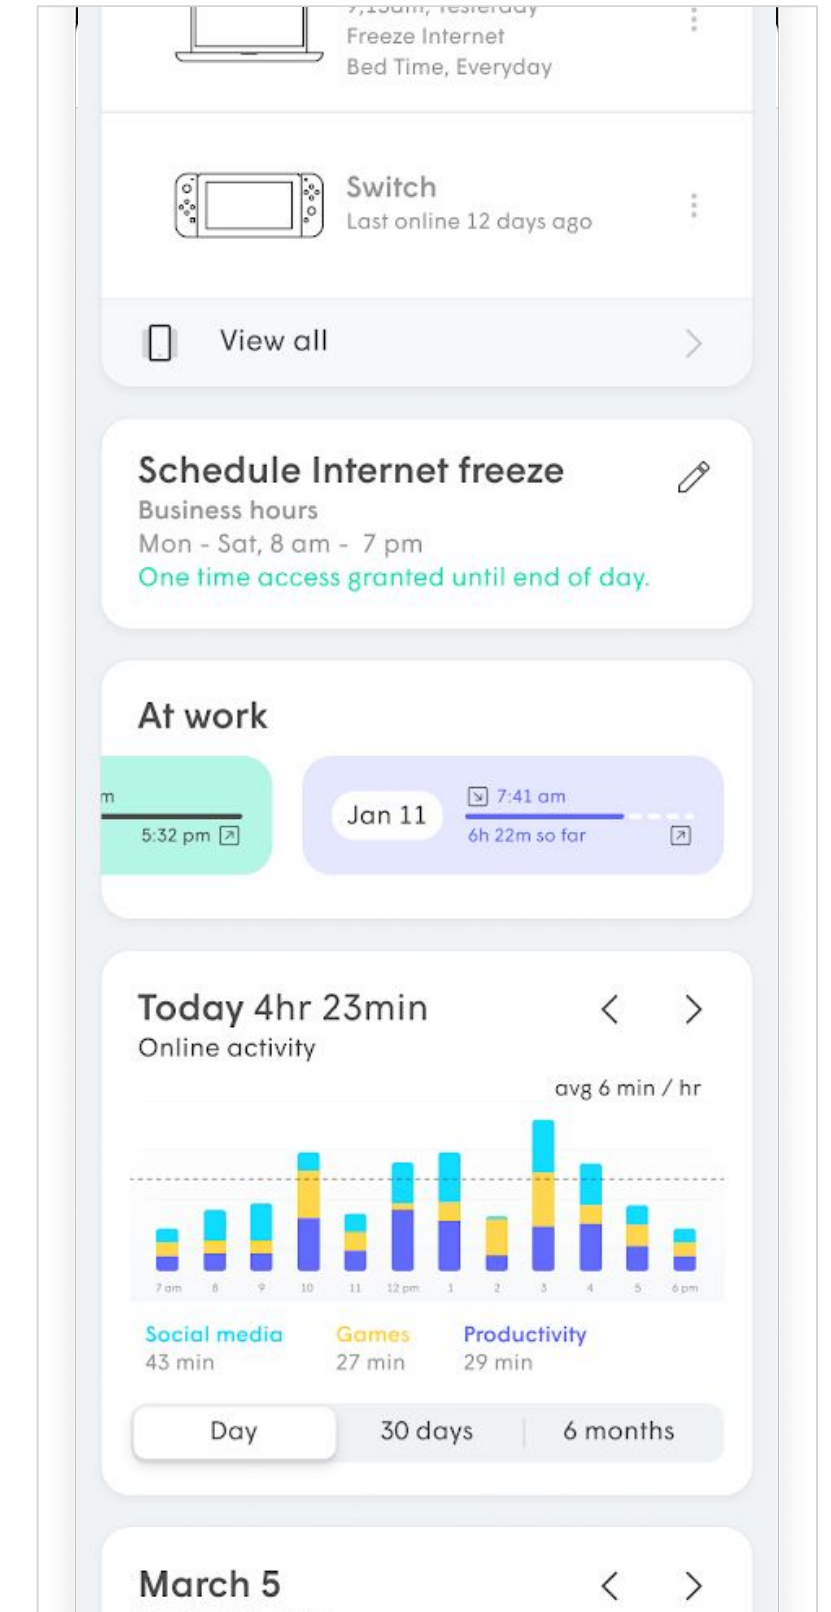 9,15am, Yesterday
Freeze Internet
Bed Time, Everyday
Switch
Last online 12 days ago
View all
Schedule Internet freeze
Business hours
Mon - Sat, 8 am - 7 pm
One time access granted until end of day.
At work
m
5:32 pm
Jan 11
7:41 am
6h 22m so far
Today 4hr 23min
Online activity
avg 6 min / hr
7 am 8 9 10 11 12 pm 1 2 3 4 5 6 pm
Social media Games Productivity
43 min 27 min 29 min
Day 30 days 6 months
March 5